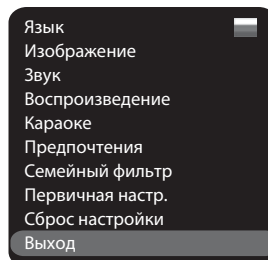 Язык
Изображение
Звук
Воспроизведение
Караоке
Предпочтения
Семейный фильтр
Первичная настр.
Сброс настройки
Выход